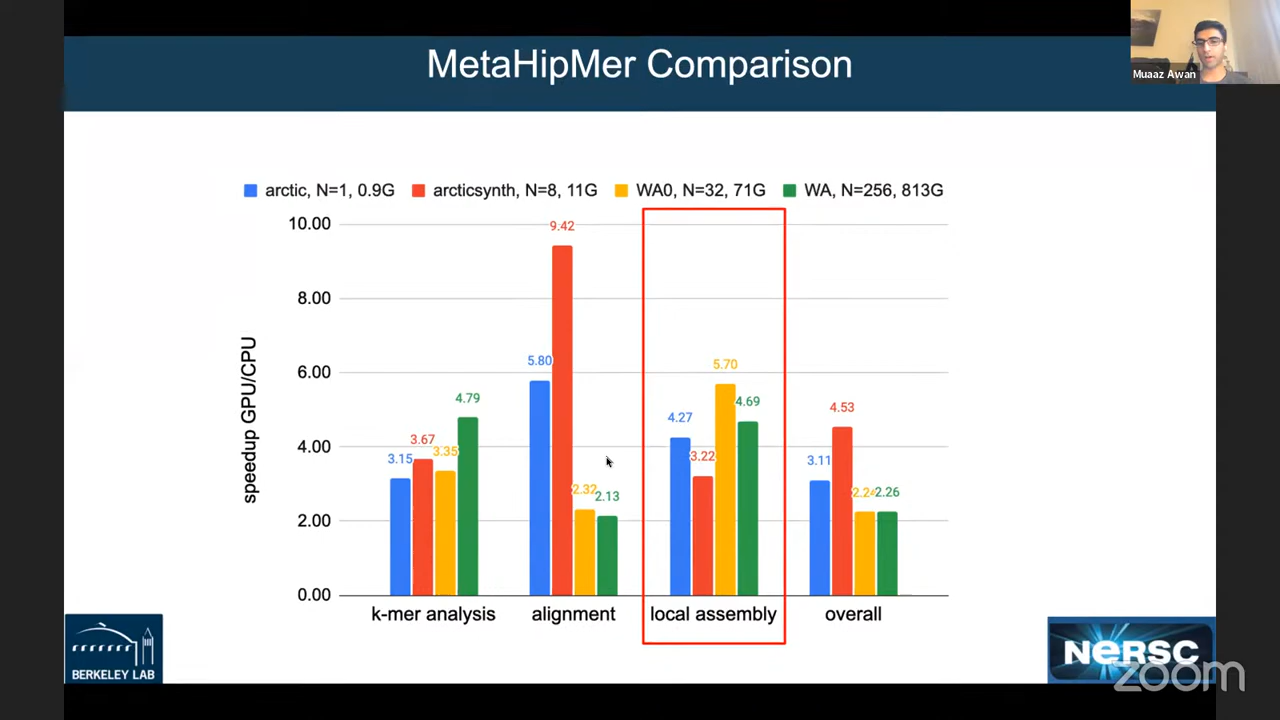 MetaHipMer Comparison
Muaaz Awan
arctic, N=1, 0.9G arcticsynth, N=8, 11G WA0, N=32, 71G WA, N=256, 813G
speedup GPU/CPU
10.00
8.00
6.00
4.00
2.00
0.00
3.15 3.67 3.35 4.79
5.80 9.42 2.32 2.13
4.27 3.22 5.70 4.69
3.11 4.53 2.24 2.26
k-mer analysis alignment local assembly overall
BERKELEY LAB
NERSC
zoom